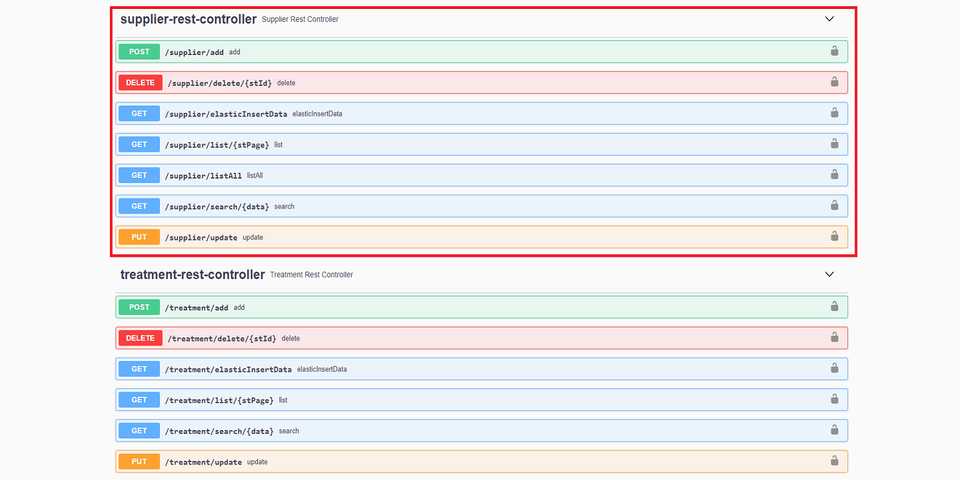 supplier-rest-controller Supplier Rest Controller
POST /supplier/add add
DELETE /supplier/delete/{stId} delete
GET /supplier/elasticInsertData elasticInsertData
GET /supplier/list/{stPage} list
GET /supplier/listAll listAll
GET /supplier/search/{data} search
PUT /supplier/update update
treatment-rest-controller Treatment Rest Controller
POST /treatment/add add
DELETE /treatment/delete/{stId} delete
GET /treatment/elasticInsertData elasticInsertData
GET /treatment/list/{stPage} list
GET /treatment/search/{data} search
PUT /treatment/update update